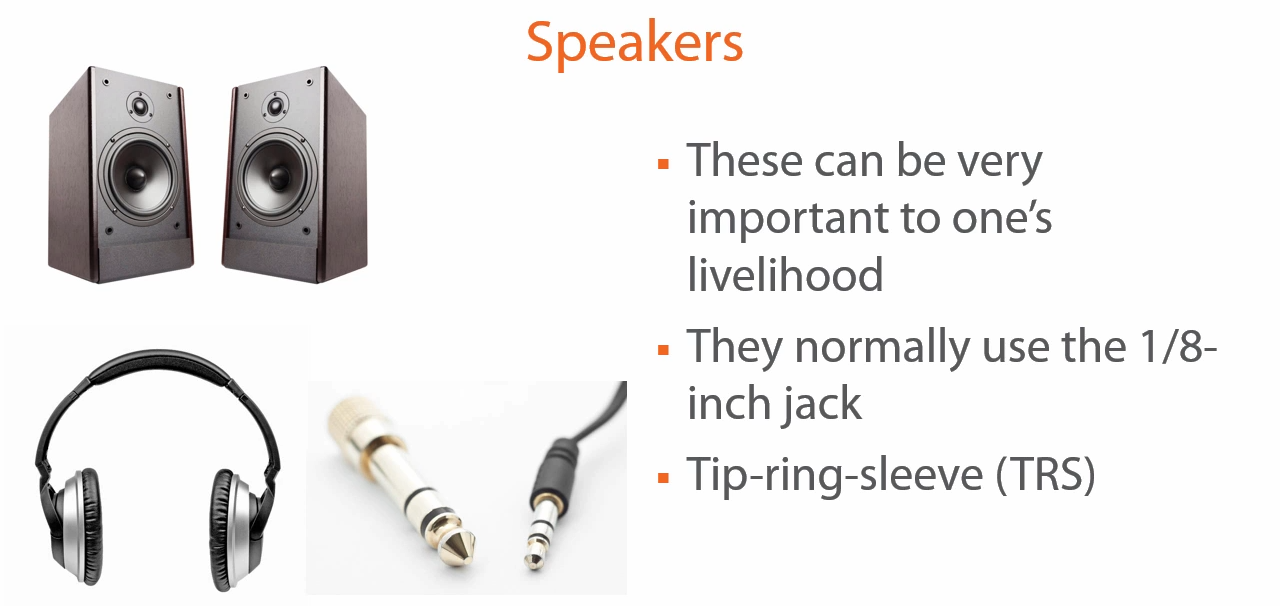 Speakers
▪ These can be very
important to one’s
livelihood
▪ They normally use the 1/8-
inch jack
▪ Tip-ring-sleeve (TRS)